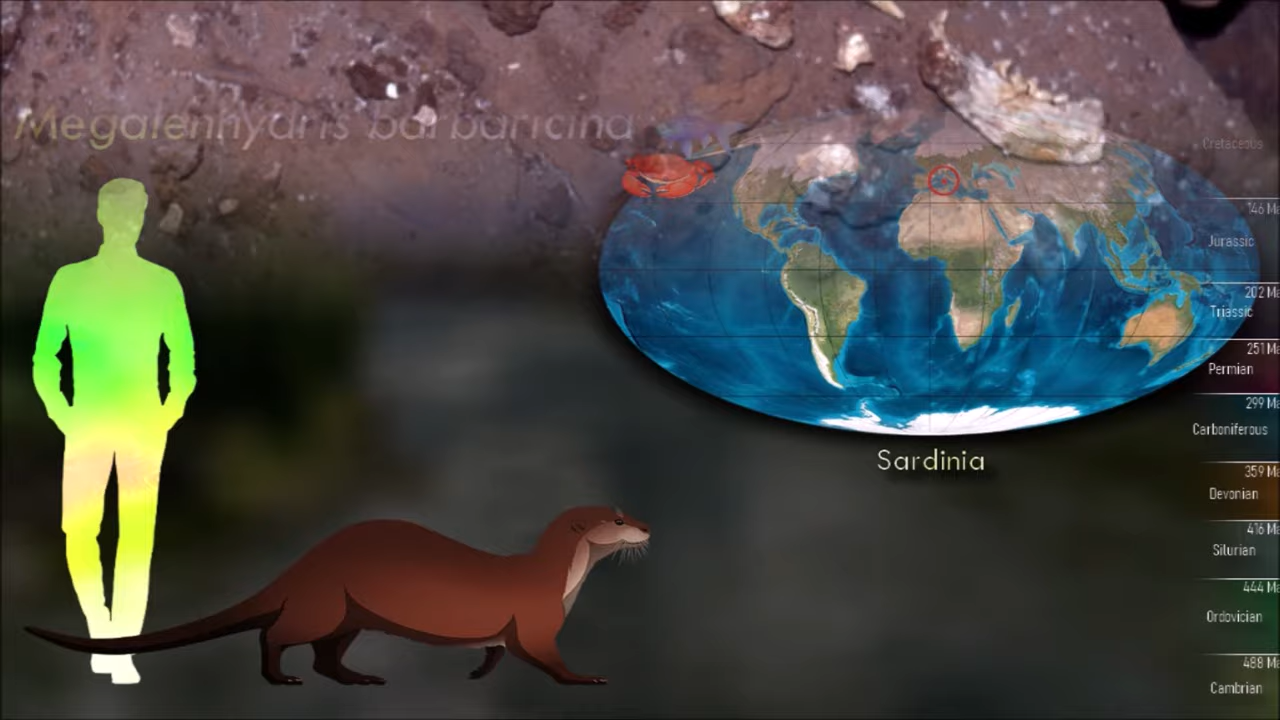 Megalenhydris barbaricina
Cretaceous
146 Ma
Jurassic
202 Ma
Triassic
251 Ma
Permian
299 Ma
Carboniferous
359 Ma
Devonian
416 Ma
Silurian
444 Ma
Ordovician
488 Ma
Cambrian
Sardinia